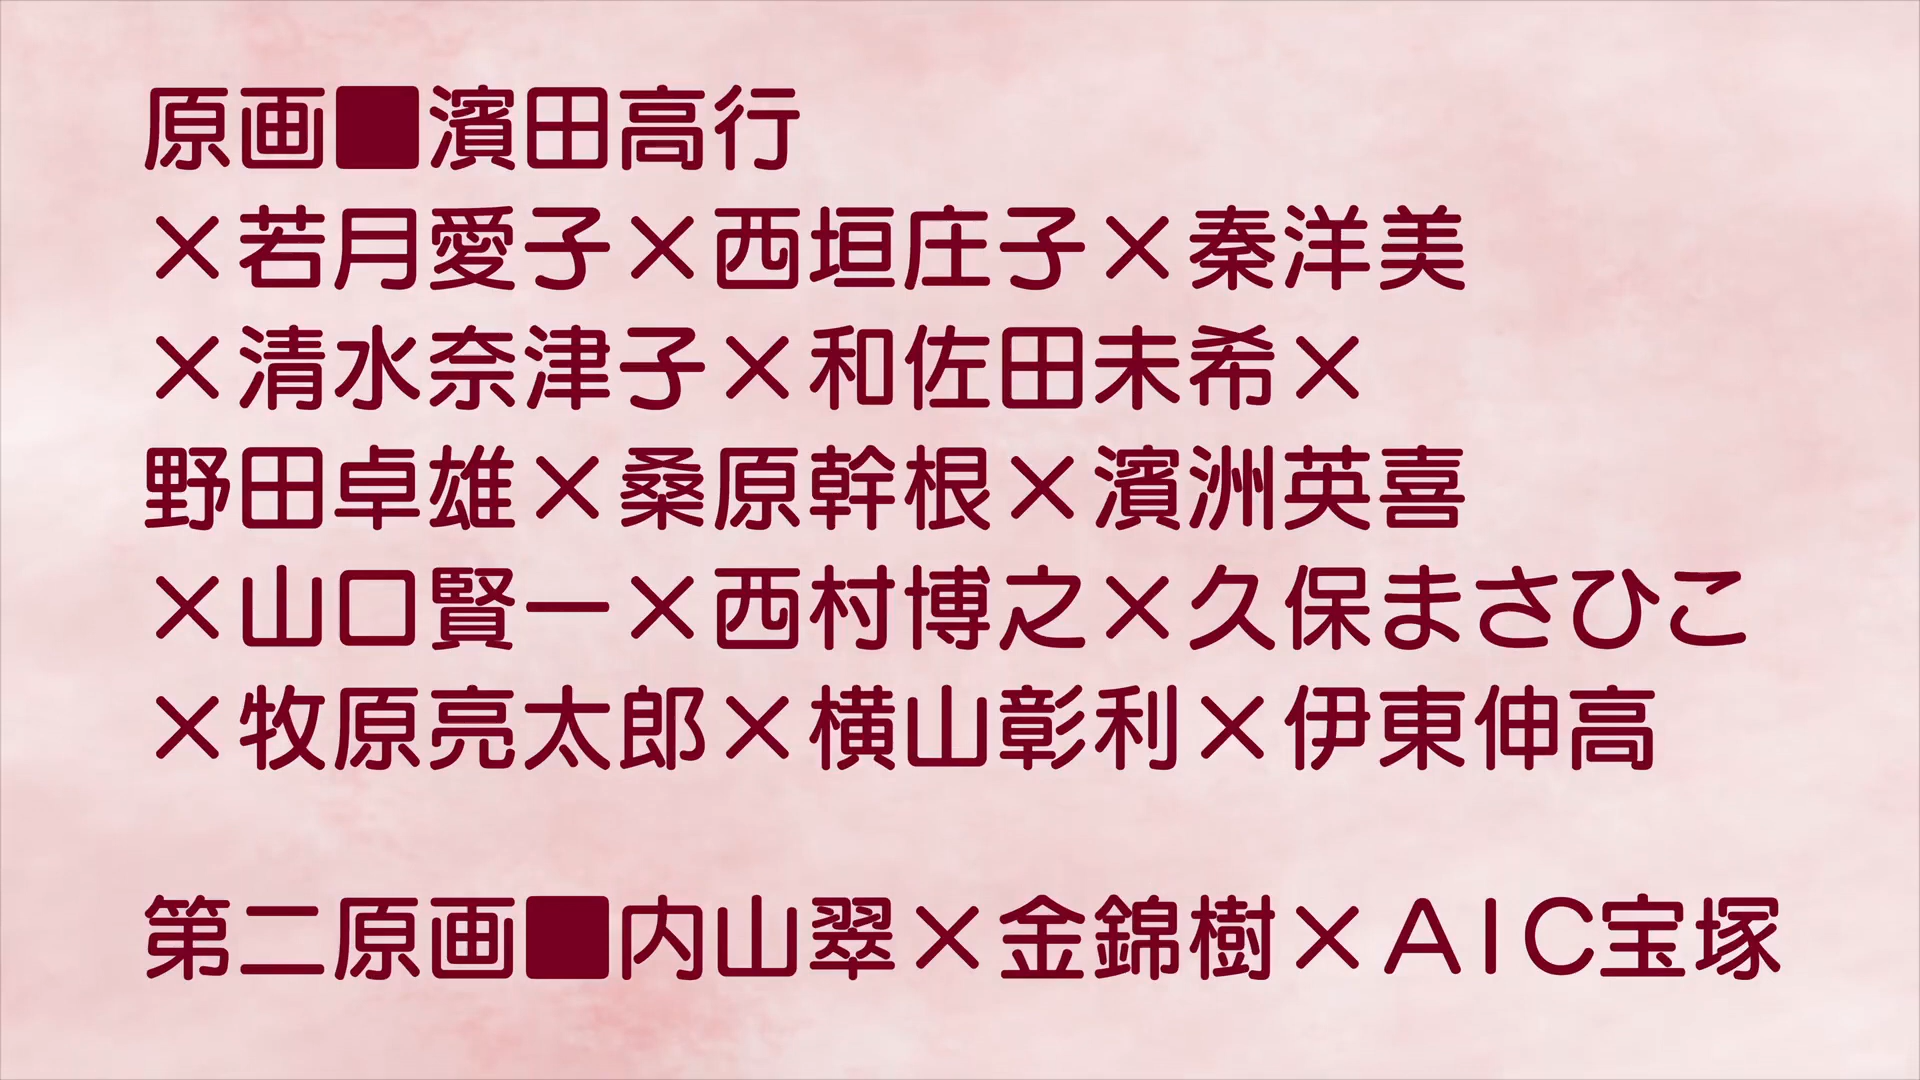 原画■濱田高行
×若月愛子×西垣庄子×秦洋美
×清水奈津子×和佐田未希×
野田卓雄×桑原幹根×濱洲英喜
×山口賢一×西村博之×久保まさひこ
×牧原亮太郎×横山彰利×伊東伸高
第二原画■内山翠×金錦樹×ＡＩＣ宝塚